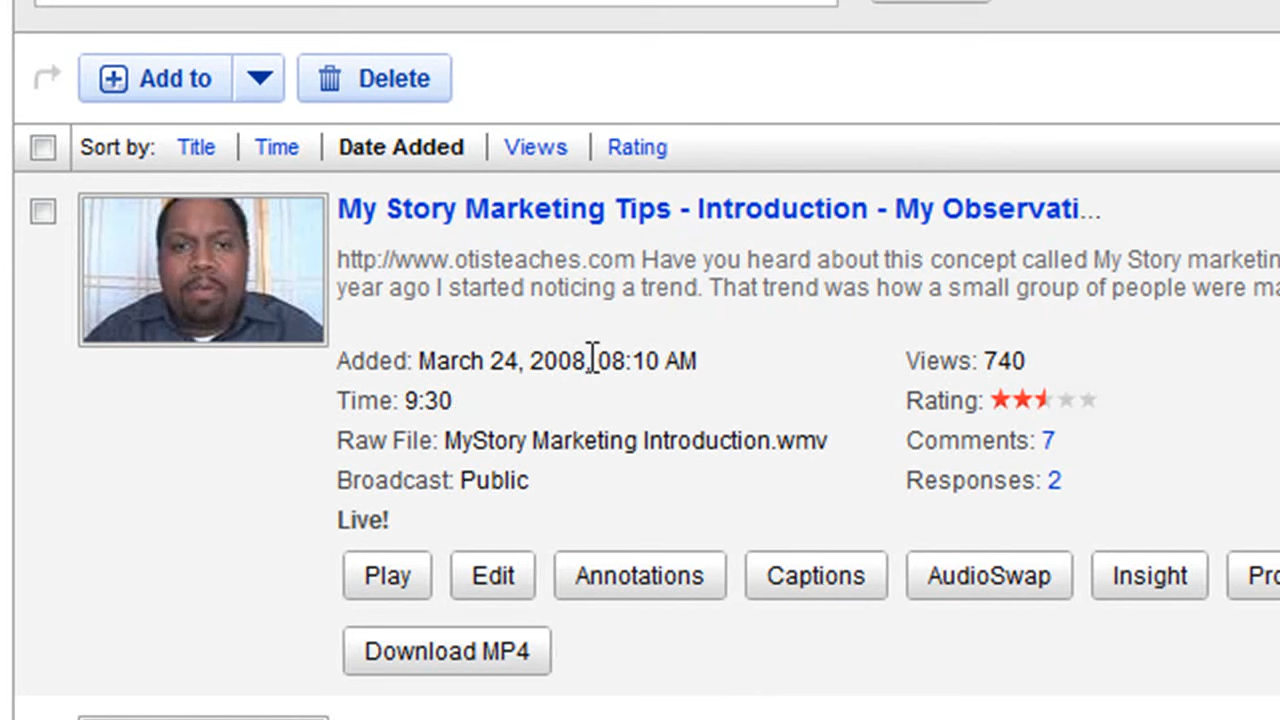 Add to
Delete
Sort by: Title | Time | Date Added | Views | Rating
My Story Marketing Tips - Introduction - My Observati...
http://www.otisteaches.com Have you heard about this concept called My Story marketin
year ago I started noticing a trend. That trend was how a small group of people were ma
Added: March 24, 2008, 08:10 AM
Views: 740
Time: 9:30
Rating:
Raw File: MyStory Marketing Introduction.wmv
Comments: 7
Broadcast: Public
Responses: 2
Live!
Play Edit Annotations Captions AudioSwap Insight Pro
Download MP4